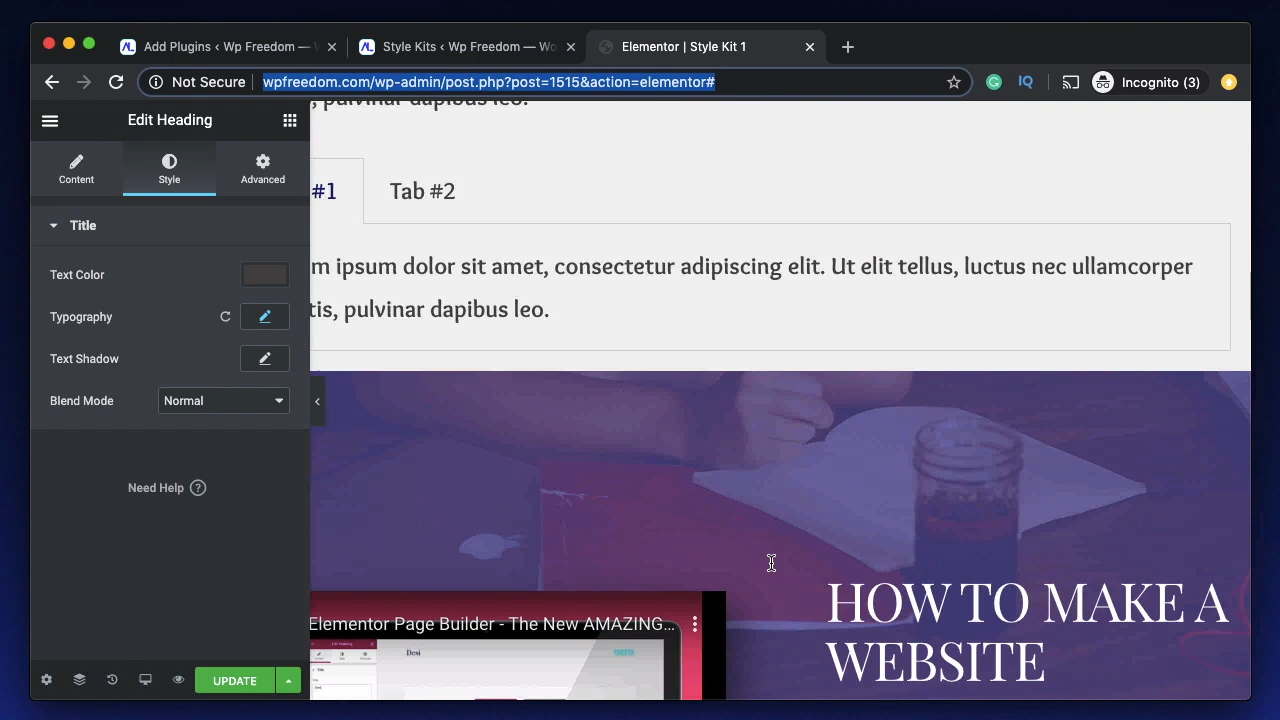 Add Plugins ‹ Wp Freedom — W
Style Kits ‹ Wp Freedom — Wo
Elementor | Style Kit 1
Not Secure
wpfreedom.com/wp-admin/post.php?post=1515&action=elementor#
IQ
Incognito (3)
Edit Heading
Content
Style
Advanced
Title
Text Color
Typography
Text Shadow
Blend Mode
Normal
Need Help
UPDATE
, pulvinar dapibus leo.
#1
Tab #2
m ipsum dolor sit amet, consectetur adipiscing elit. Ut elit tellus, luctus nec ullamcorper
tis, pulvinar dapibus leo.
Elementor Page Builder - The New AMAZING...
HOW TO MAKE A
WEBSITE